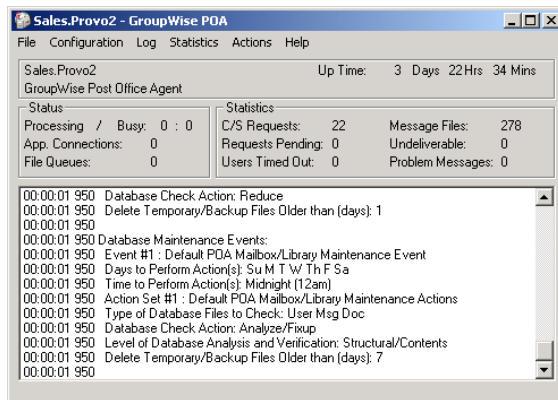 Sales.Provo2 - GroupWise POA
File Configuration Log Statistics Actions Help
Sales.Provo2 Up Time: 3 Days 22 Hrs 34 Mins
GroupWise Post Office Agent
Status Statistics
Processing / Busy: 0 : 0 C/S Requests: 22 Message Files: 278
App. Connections: 0 Requests Pending: 0 Undeliverable: 0
File Queues: 0 Users Timed Out: 0 Problem Messages: 0
00:00:01 950 Database Check Action: Reduce
00:00:01 950 Delete Temporary/Backup Files Older than (days): 1
00:00:01 950
00:00:01 950 Database Maintenance Events:
00:00:01 950 Event #1 : Default POA Mailbox/Library Maintenance Event
00:00:01 950 Days to Perform Action(s): Su M T W Th F Sa
00:00:01 950 Time to Perform Action(s): Midnight (12am)
00:00:01 950 Action Set #1 : Default POA Mailbox/Library Maintenance Actions
00:00:01 950 Type of Database Files to Check: User Msg Doc
00:00:01 950 Database Check Action: Analyze/Fixup
00:00:01 950 Level of Database Analysis and Verification: Structural/Contents
00:00:01 950 Delete Temporary/Backup Files Older than (days): 7
00:00:01 950